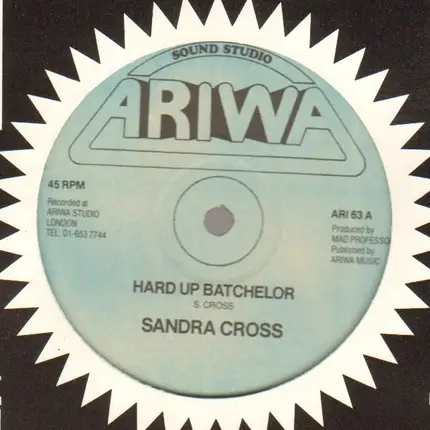 SOUND STUDIO
ARIWA
45 RPM
Recorded at
ARIWA STUDIO
LONDON
TEL. 01-653 7744
ARI 63 A
Produced by
MAD PROFESSO
Published by
ARIWA MUSIC
HARD UP BATCHELOR
S. CROSS
SANDRA CROSS